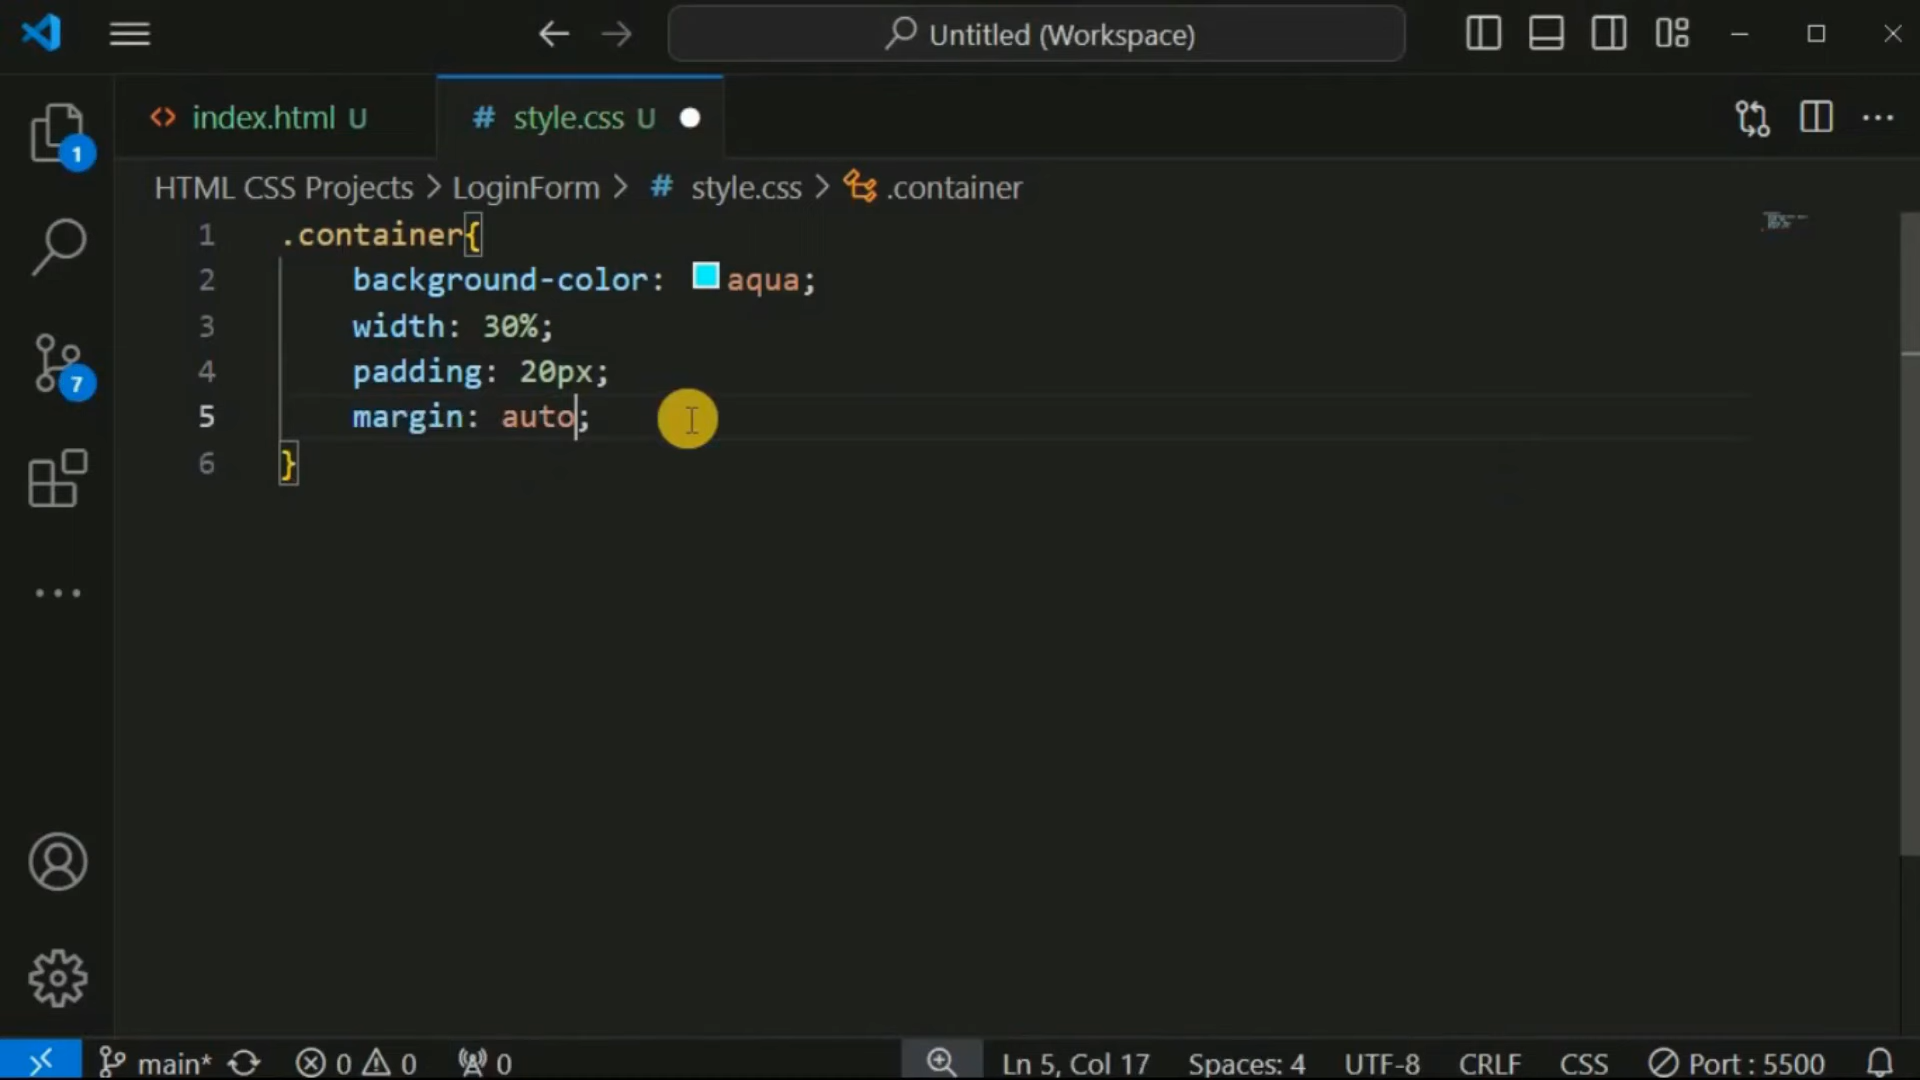 Untitled (Workspace)
index.html U
# style.css U
HTML CSS Projects > LoginForm > # style.css > .container
1 .container{
2 background-color: aqua;
3 width: 30%;
4 padding: 20px;
5 margin: auto;
6 }
1
7
main* 0 0 0 Ln 5, Col 17 Spaces: 4 UTF-8 CRLF CSS Port : 5500